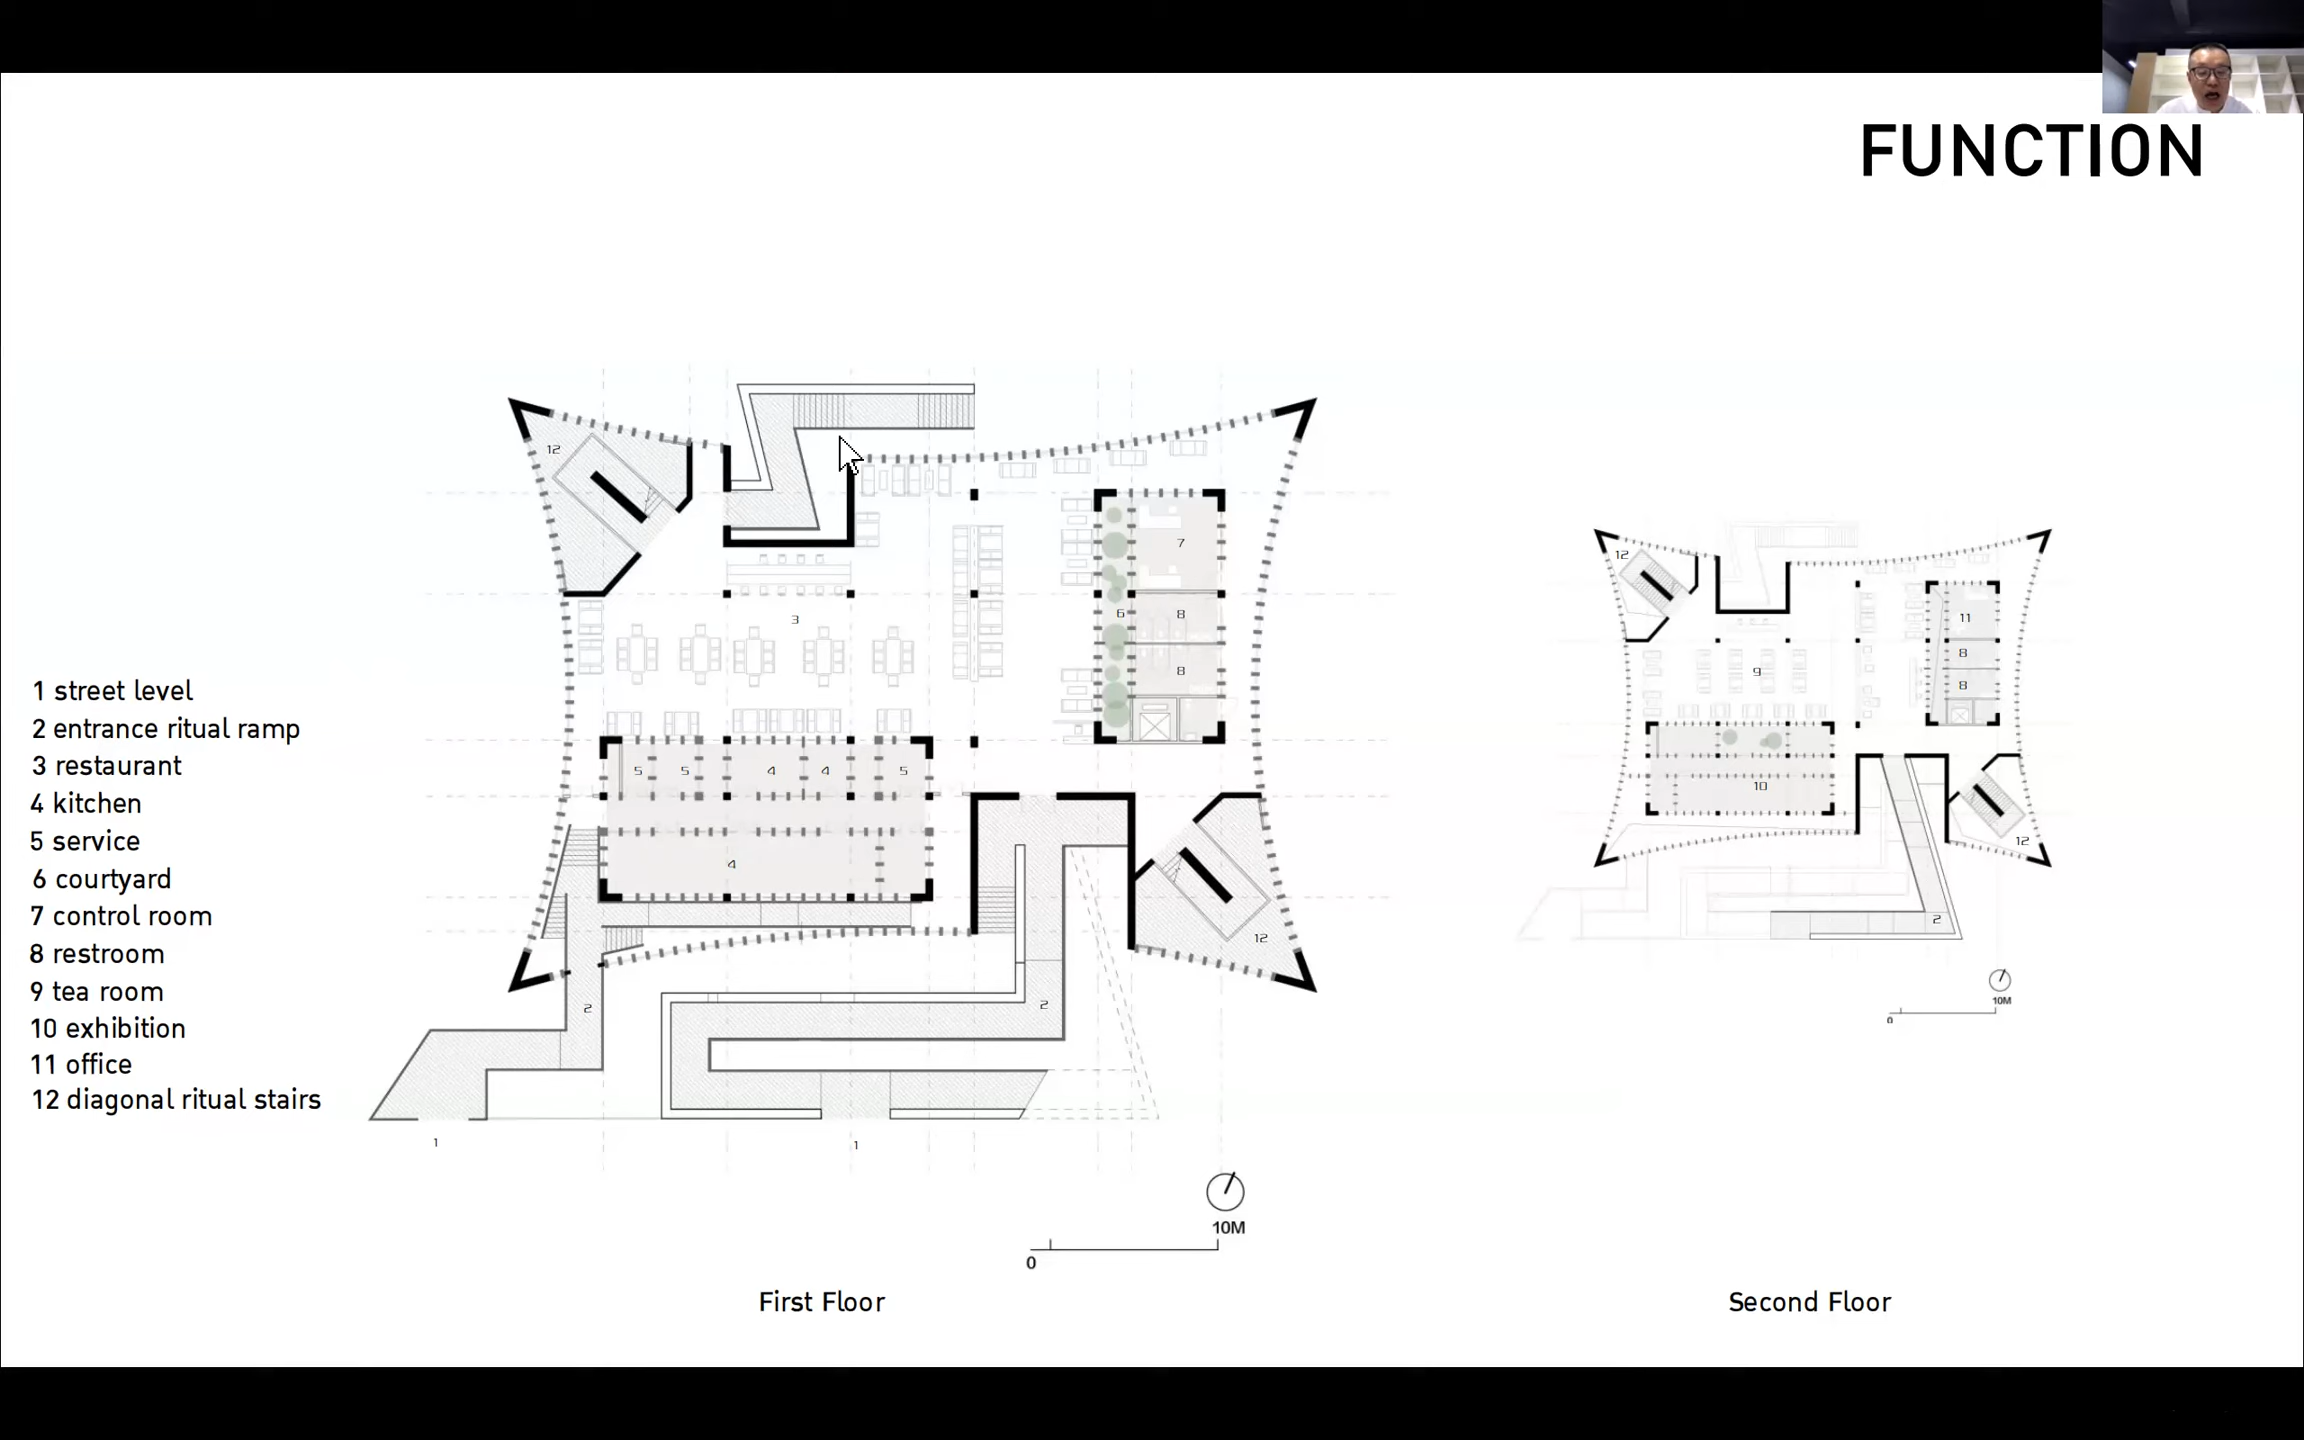 FUNCTION
1 street level
2 entrance ritual ramp
3 restaurant
4 kitchen
5 service
6 courtyard
7 control room
8 restroom
9 tea room
10 exhibition
11 office
12 diagonal ritual stairs
12
7
3
6
8
8
5
5
4
4
5
4
12
2
2
1
1
10M
0
First Floor
12
11
8
9
8
10
12
2
10M
0
Second Floor